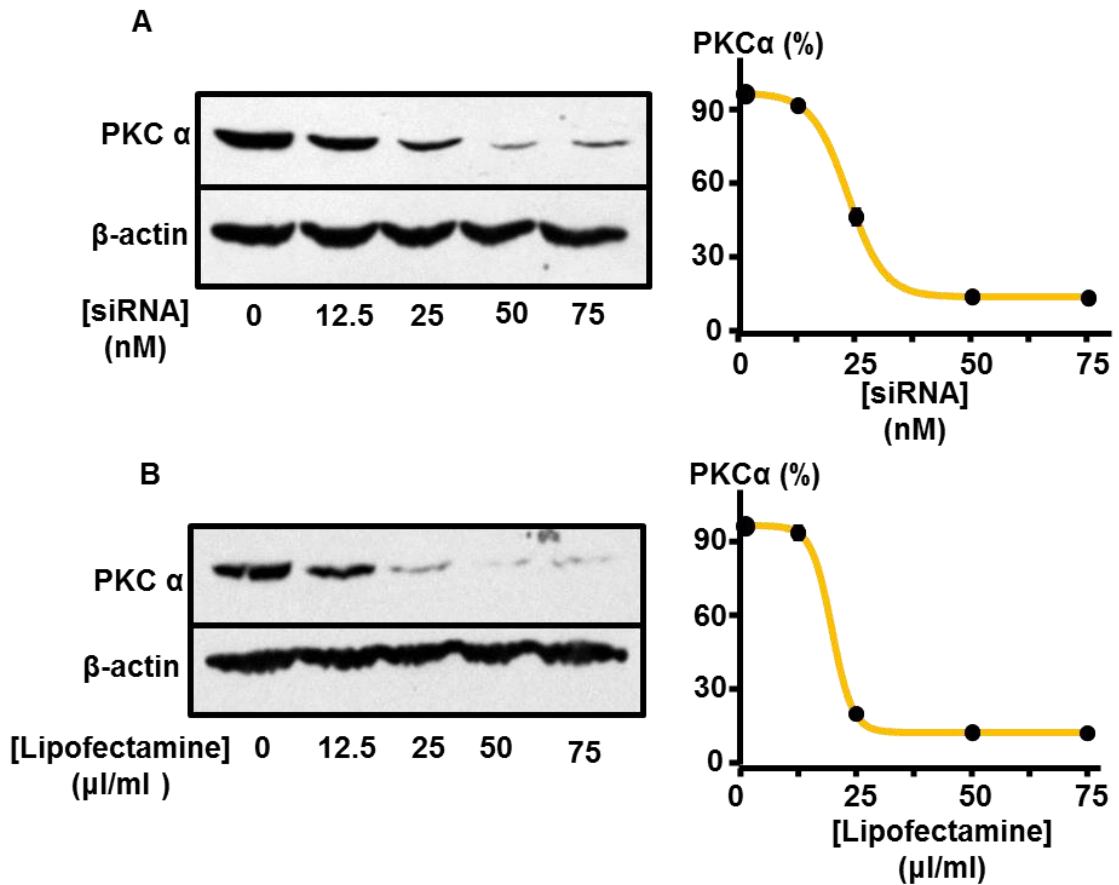 A
PKC α
β-actin
[siRNA]
(nM)
0 12.5 25 50 75
PKCα (%)
90
60
30
0
0 25 50 75
[siRNA]
(nM)
B
PKC α
β-actin
[Lipofectamine]
(µl/ml )
0 12.5 25 50 75
PKCα (%)
90
60
30
0
0 25 50 75
[Lipofectamine]
(µl/ml)